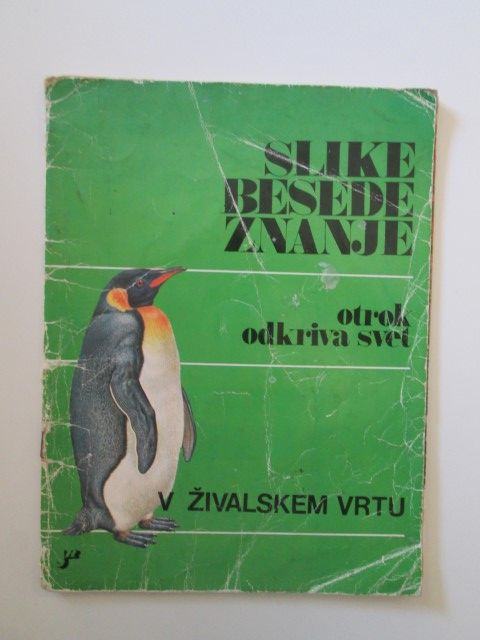 SLIKE
BESEDE
ZNANJE
otrok
odkriva svet
V ŽIVALSKEM VRTU